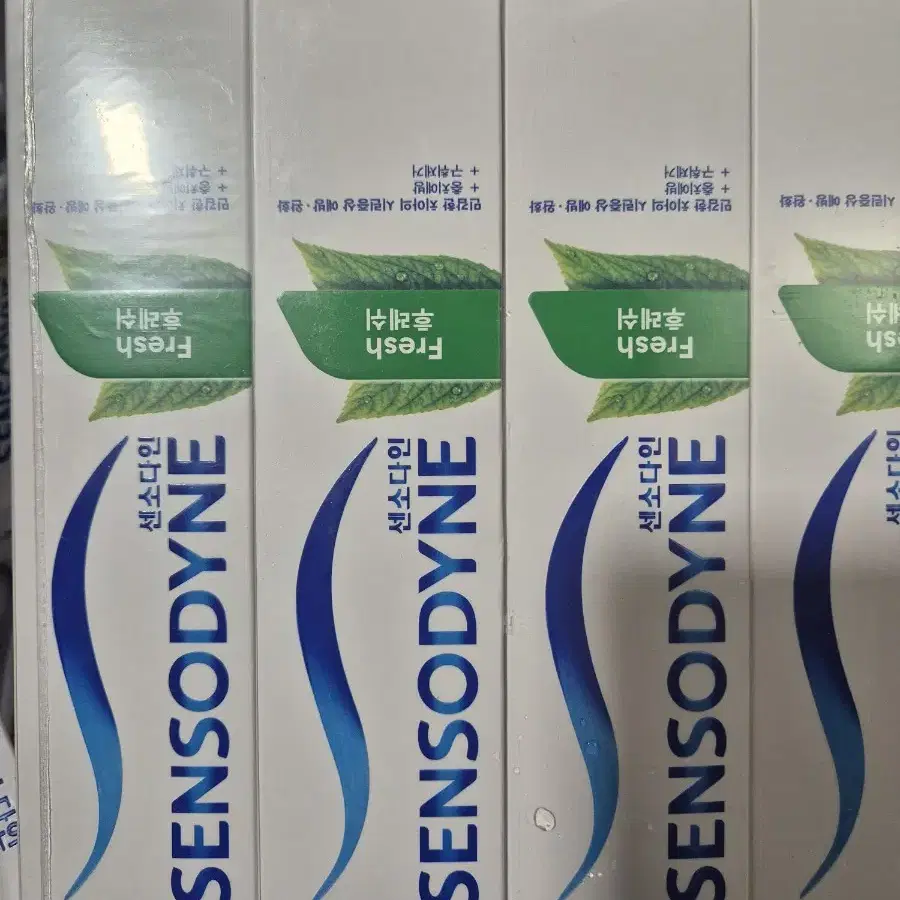 SENSODYNE
센소다인
Fresh
후레쉬
민감한 치아의 시린증상 예방·완화
+ 충치예방
+ 구취제거
SENSODYNE
센소다인
Fresh
후레쉬
민감한 치아의 시린증상 예방·완화
+ 충치예방
+ 구취제거
SENSODYNE
센소다인
Fresh
후레쉬
민감한 치아의 시린증상 예방·완화
+ 충치예방
+ 구취제거
센소다인